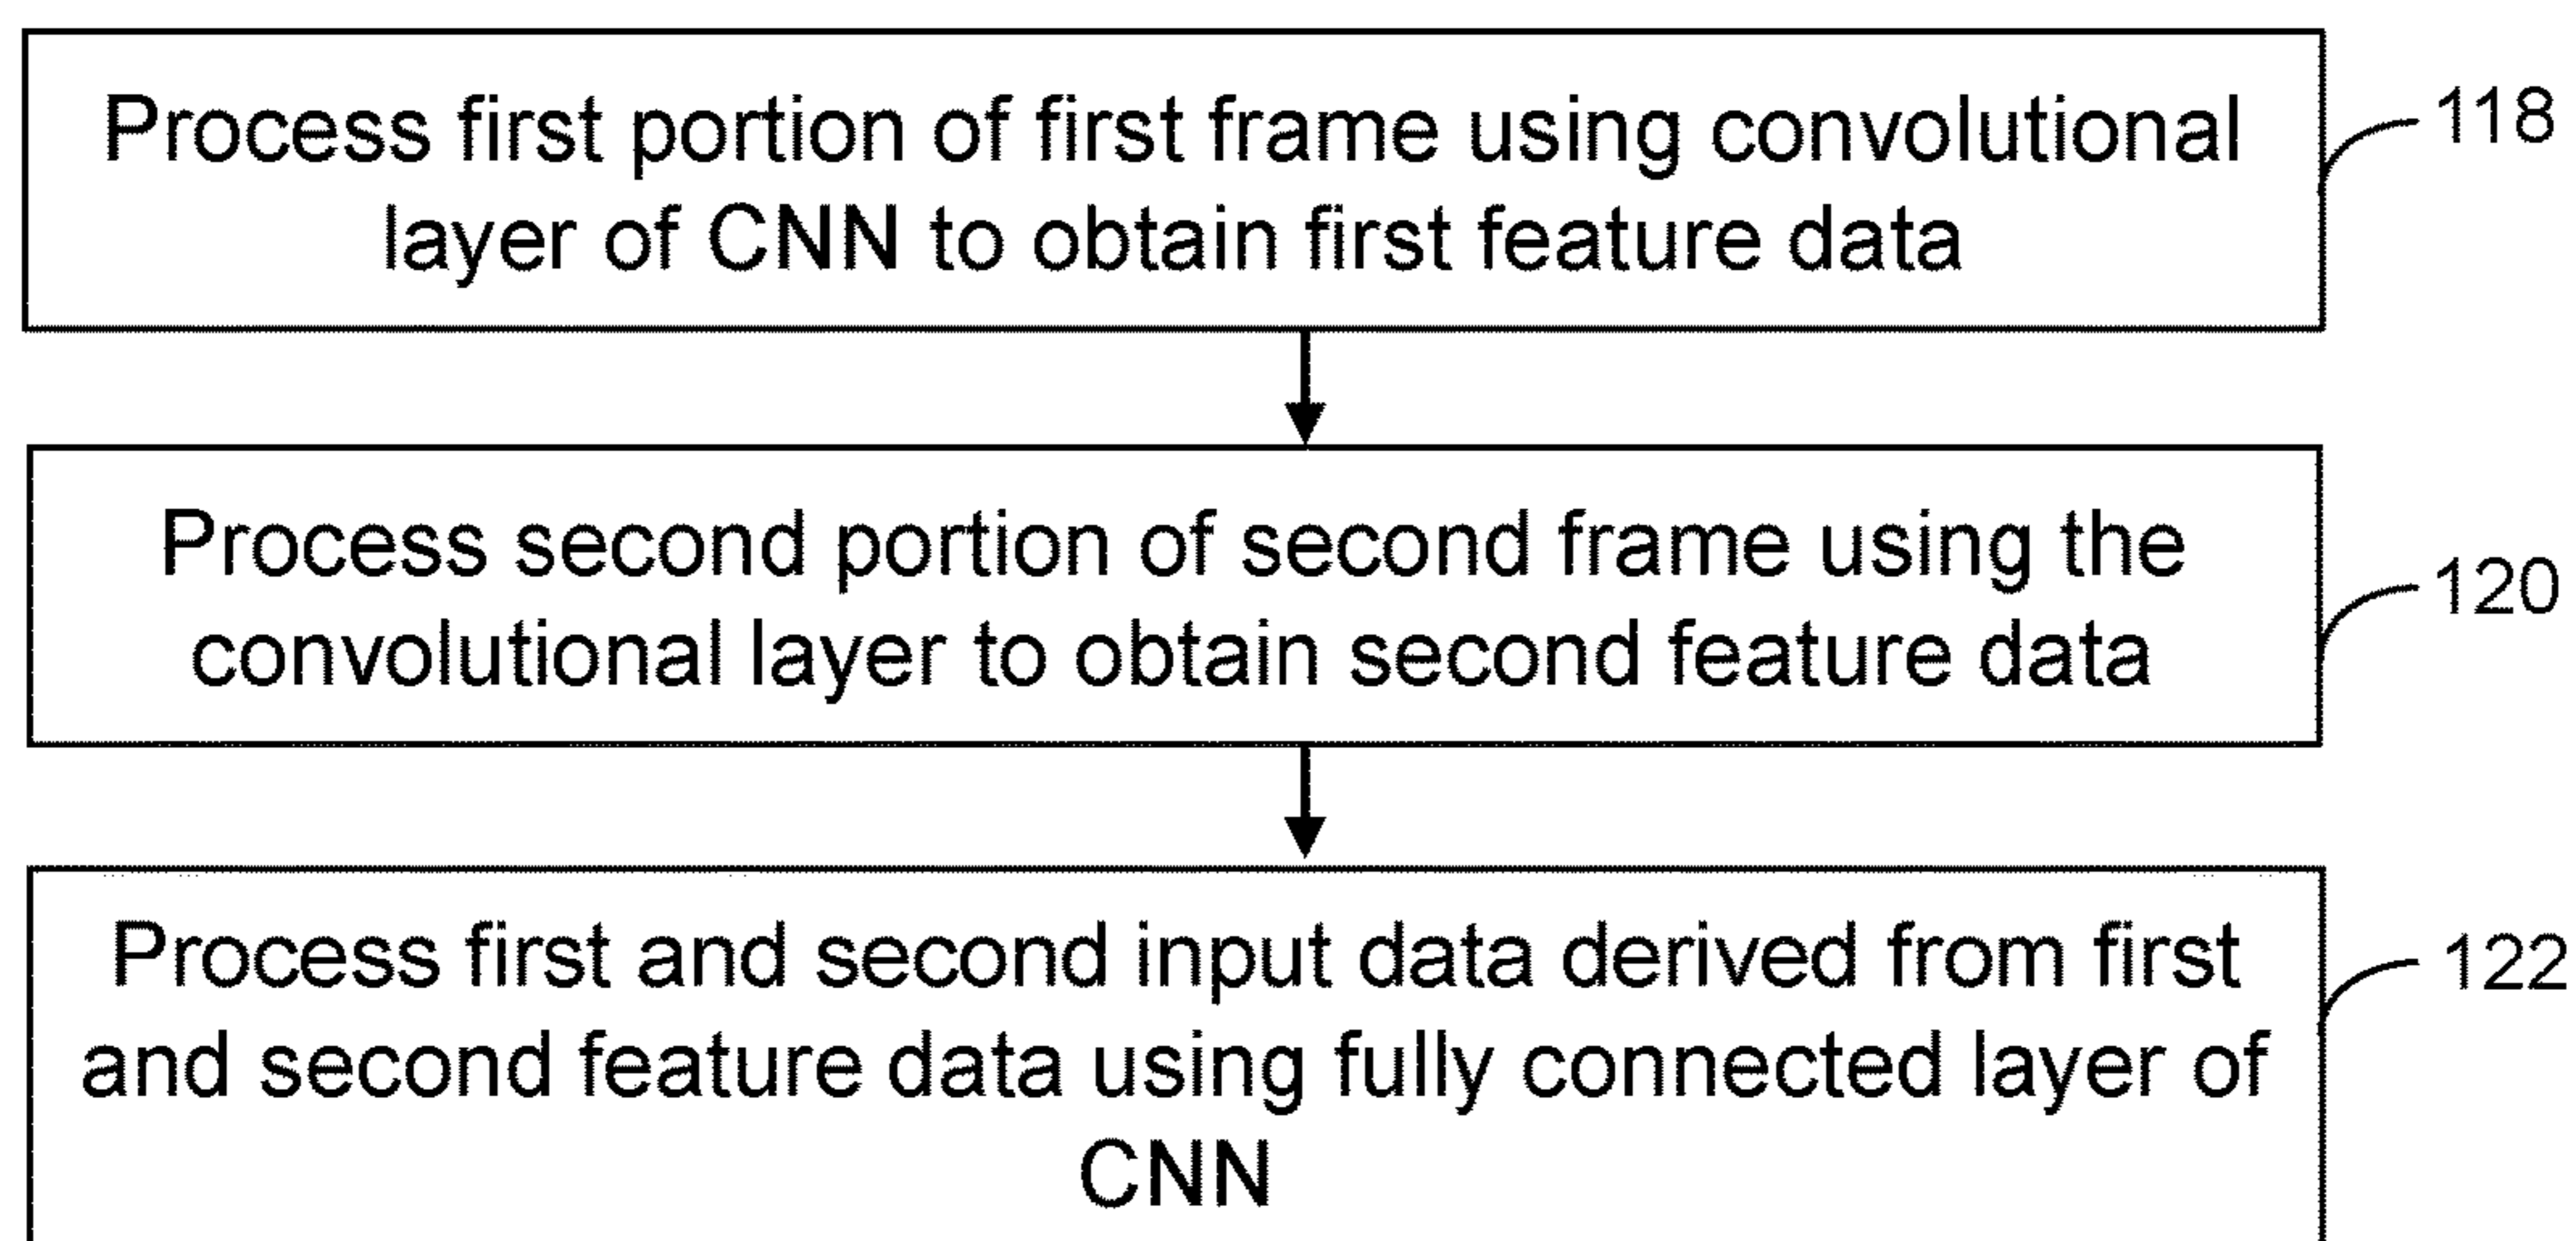 Process first portion of first frame using convolutional
layer of CNN to obtain first feature data
118
Process second portion of second frame using the
convolutional layer to obtain second feature data
120
Process first and second input data derived from first
and second feature data using fully connected layer of
CNN
122